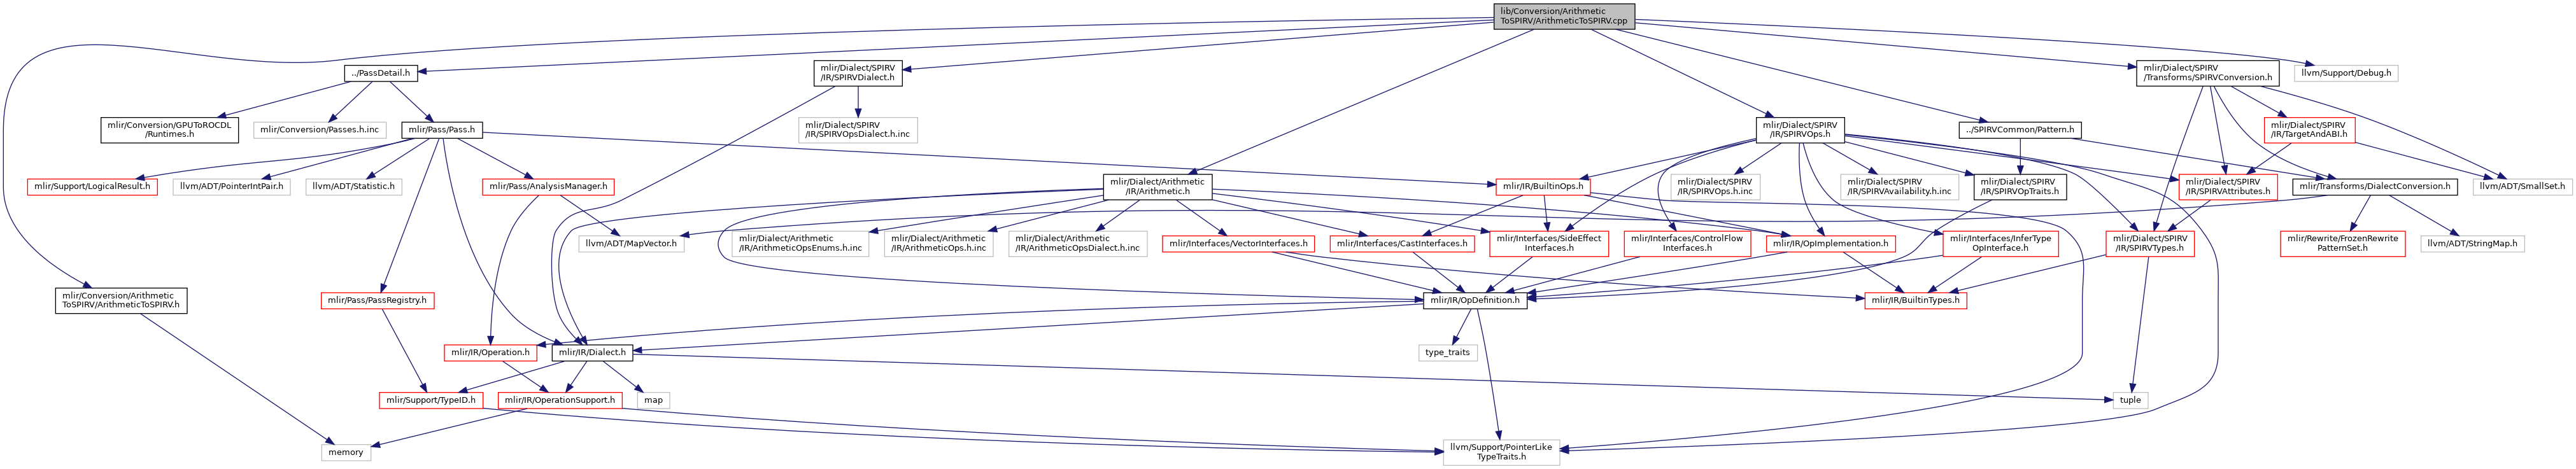 lib/Conversion/Arithmetic
ToSPIRV/ArithmeticToSPIRV.cpp
../PassDetail.h
mlir/Dialect/SPIRV
/IR/SPIRVDialect.h
mlir/Dialect/SPIRV
/Transforms/SPIRVConversion.h
llvm/Support/Debug.h
mlir/Conversion/GPUToROCDL
/Runtimes.h
mlir/Conversion/Passes.h.inc
mlir/Pass/Pass.h
mlir/Dialect/SPIRV
/IR/SPIRVOpsDialect.h.inc
mlir/Dialect/SPIRV
/IR/SPIRVOps.h
../SPIRVCommon/Pattern.h
mlir/Dialect/SPIRV
/IR/TargetAndABI.h
mlir/Support/LogicalResult.h
llvm/ADT/PointerIntPair.h
llvm/ADT/Statistic.h
mlir/Pass/AnalysisManager.h
mlir/Dialect/Arithmetic
/IR/Arithmetic.h
mlir/IR/BuiltinOps.h
mlir/Dialect/SPIRV
/IR/SPIRVOps.h.inc
mlir/Dialect/SPIRV
/IR/SPIRVAvailability.h.inc
mlir/Dialect/SPIRV
/IR/SPIRVOpTraits.h
mlir/Dialect/SPIRV
/IR/SPIRVAttributes.h
mlir/Transforms/DialectConversion.h
llvm/ADT/SmallSet.h
llvm/ADT/MapVector.h
mlir/Dialect/Arithmetic
/IR/ArithmeticOpsEnums.h.inc
mlir/Dialect/Arithmetic
/IR/ArithmeticOps.h.inc
mlir/Dialect/Arithmetic
/IR/ArithmeticOpsDialect.h.inc
mlir/Interfaces/VectorInterfaces.h
mlir/Interfaces/CastInterfaces.h
mlir/Interfaces/SideEffect
Interfaces.h
mlir/Interfaces/ControlFlow
Interfaces.h
mlir/IR/OpImplementation.h
mlir/Interfaces/InferType
OpInterface.h
mlir/Dialect/SPIRV
/IR/SPIRVTypes.h
mlir/Rewrite/FrozenRewrite
PatternSet.h
llvm/ADT/StringMap.h
mlir/Conversion/Arithmetic
ToSPIRV/ArithmeticToSPIRV.h
mlir/Pass/PassRegistry.h
mlir/IR/OpDefinition.h
mlir/IR/BuiltinTypes.h
mlir/IR/Operation.h
mlir/IR/Dialect.h
type_traits
mlir/Support/TypeID.h
mlir/IR/OperationSupport.h
map
tuple
memory
llvm/Support/PointerLike
TypeTraits.h